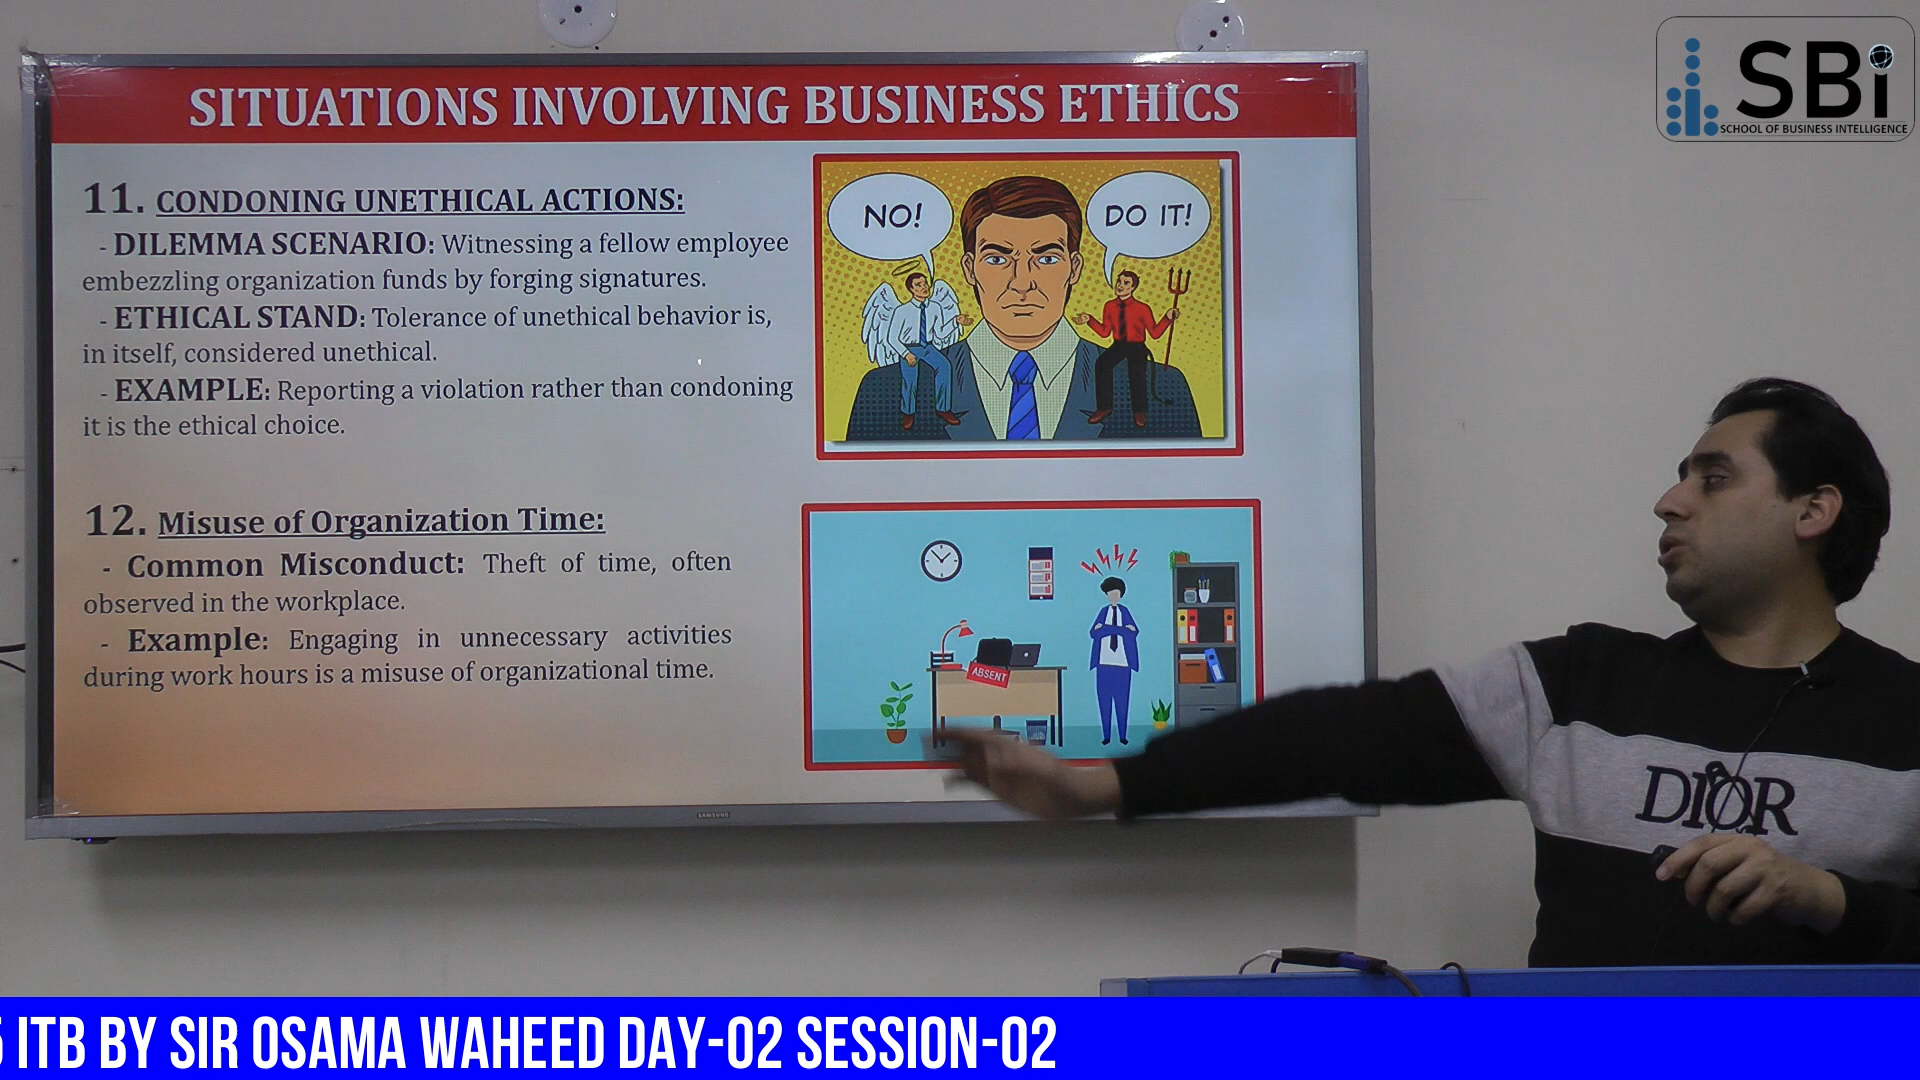 SITUATIONS INVOLVING BUSINESS ETHICS
11. CONDONING UNETHICAL ACTIONS:
- DILEMMA SCENARIO: Witnessing a fellow employee
embezzling organization funds by forging signatures.
- ETHICAL STAND: Tolerance of unethical behavior is,
in itself, considered unethical.
- EXAMPLE: Reporting a violation rather than condoning
it is the ethical choice.
NO!
DO IT!
12. Misuse of Organization Time:
- Common Misconduct: Theft of time, often
observed in the workplace.
- Example: Engaging in unnecessary activities
during work hours is a misuse of organizational time.
ABSENT
SAMSUNG
SBi
SCHOOL OF BUSINESS INTELLIGENCE
DIOR
ITB BY SIR OSAMA WAHEED DAY-02 SESSION-02